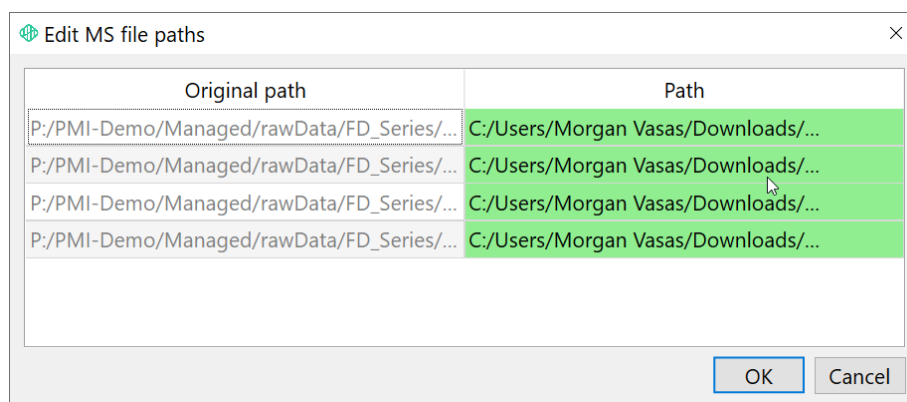 Edit MS file paths
Original path Path
P:/PMI-Demo/Managed/rawData/FD_Series/... C:/Users/Morgan Vasas/Downloads/...
P:/PMI-Demo/Managed/rawData/FD_Series/... C:/Users/Morgan Vasas/Downloads/...
P:/PMI-Demo/Managed/rawData/FD_Series/... C:/Users/Morgan Vasas/Downloads/...
P:/PMI-Demo/Managed/rawData/FD_Series/... C:/Users/Morgan Vasas/Downloads/...
OK Cancel